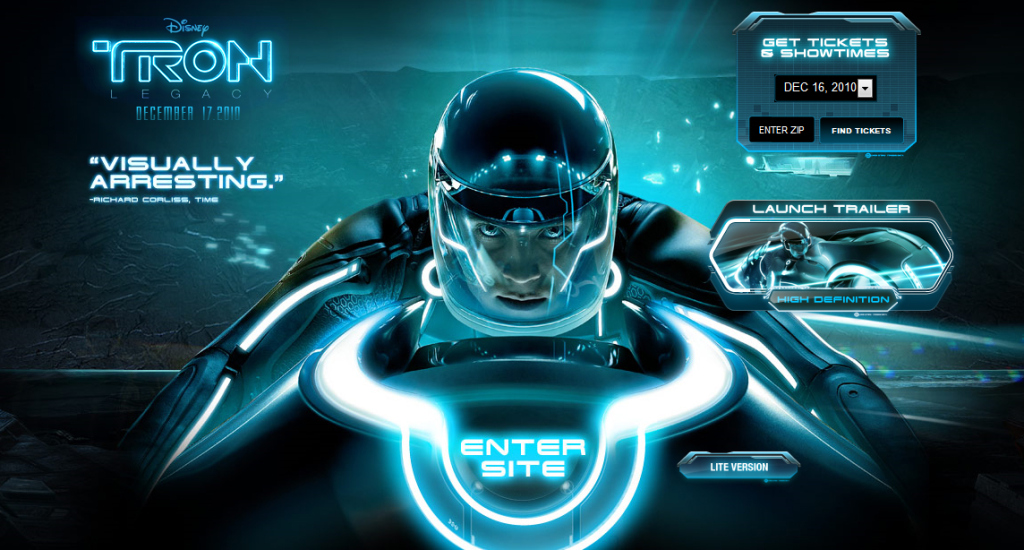 Disney
TRON
LEGACY
DECEMBER 17.2010
"VISUALLY
ARRESTING."
-RICHARD CORLISS, TIME
GET TICKETS
& SHOWTIMES
DEC 16, 2010
ENTER ZIP
FIND TICKETS
LAUNCH TRAILER
HIGH DEFINITION
ENTER
SITE
LITE VERSION